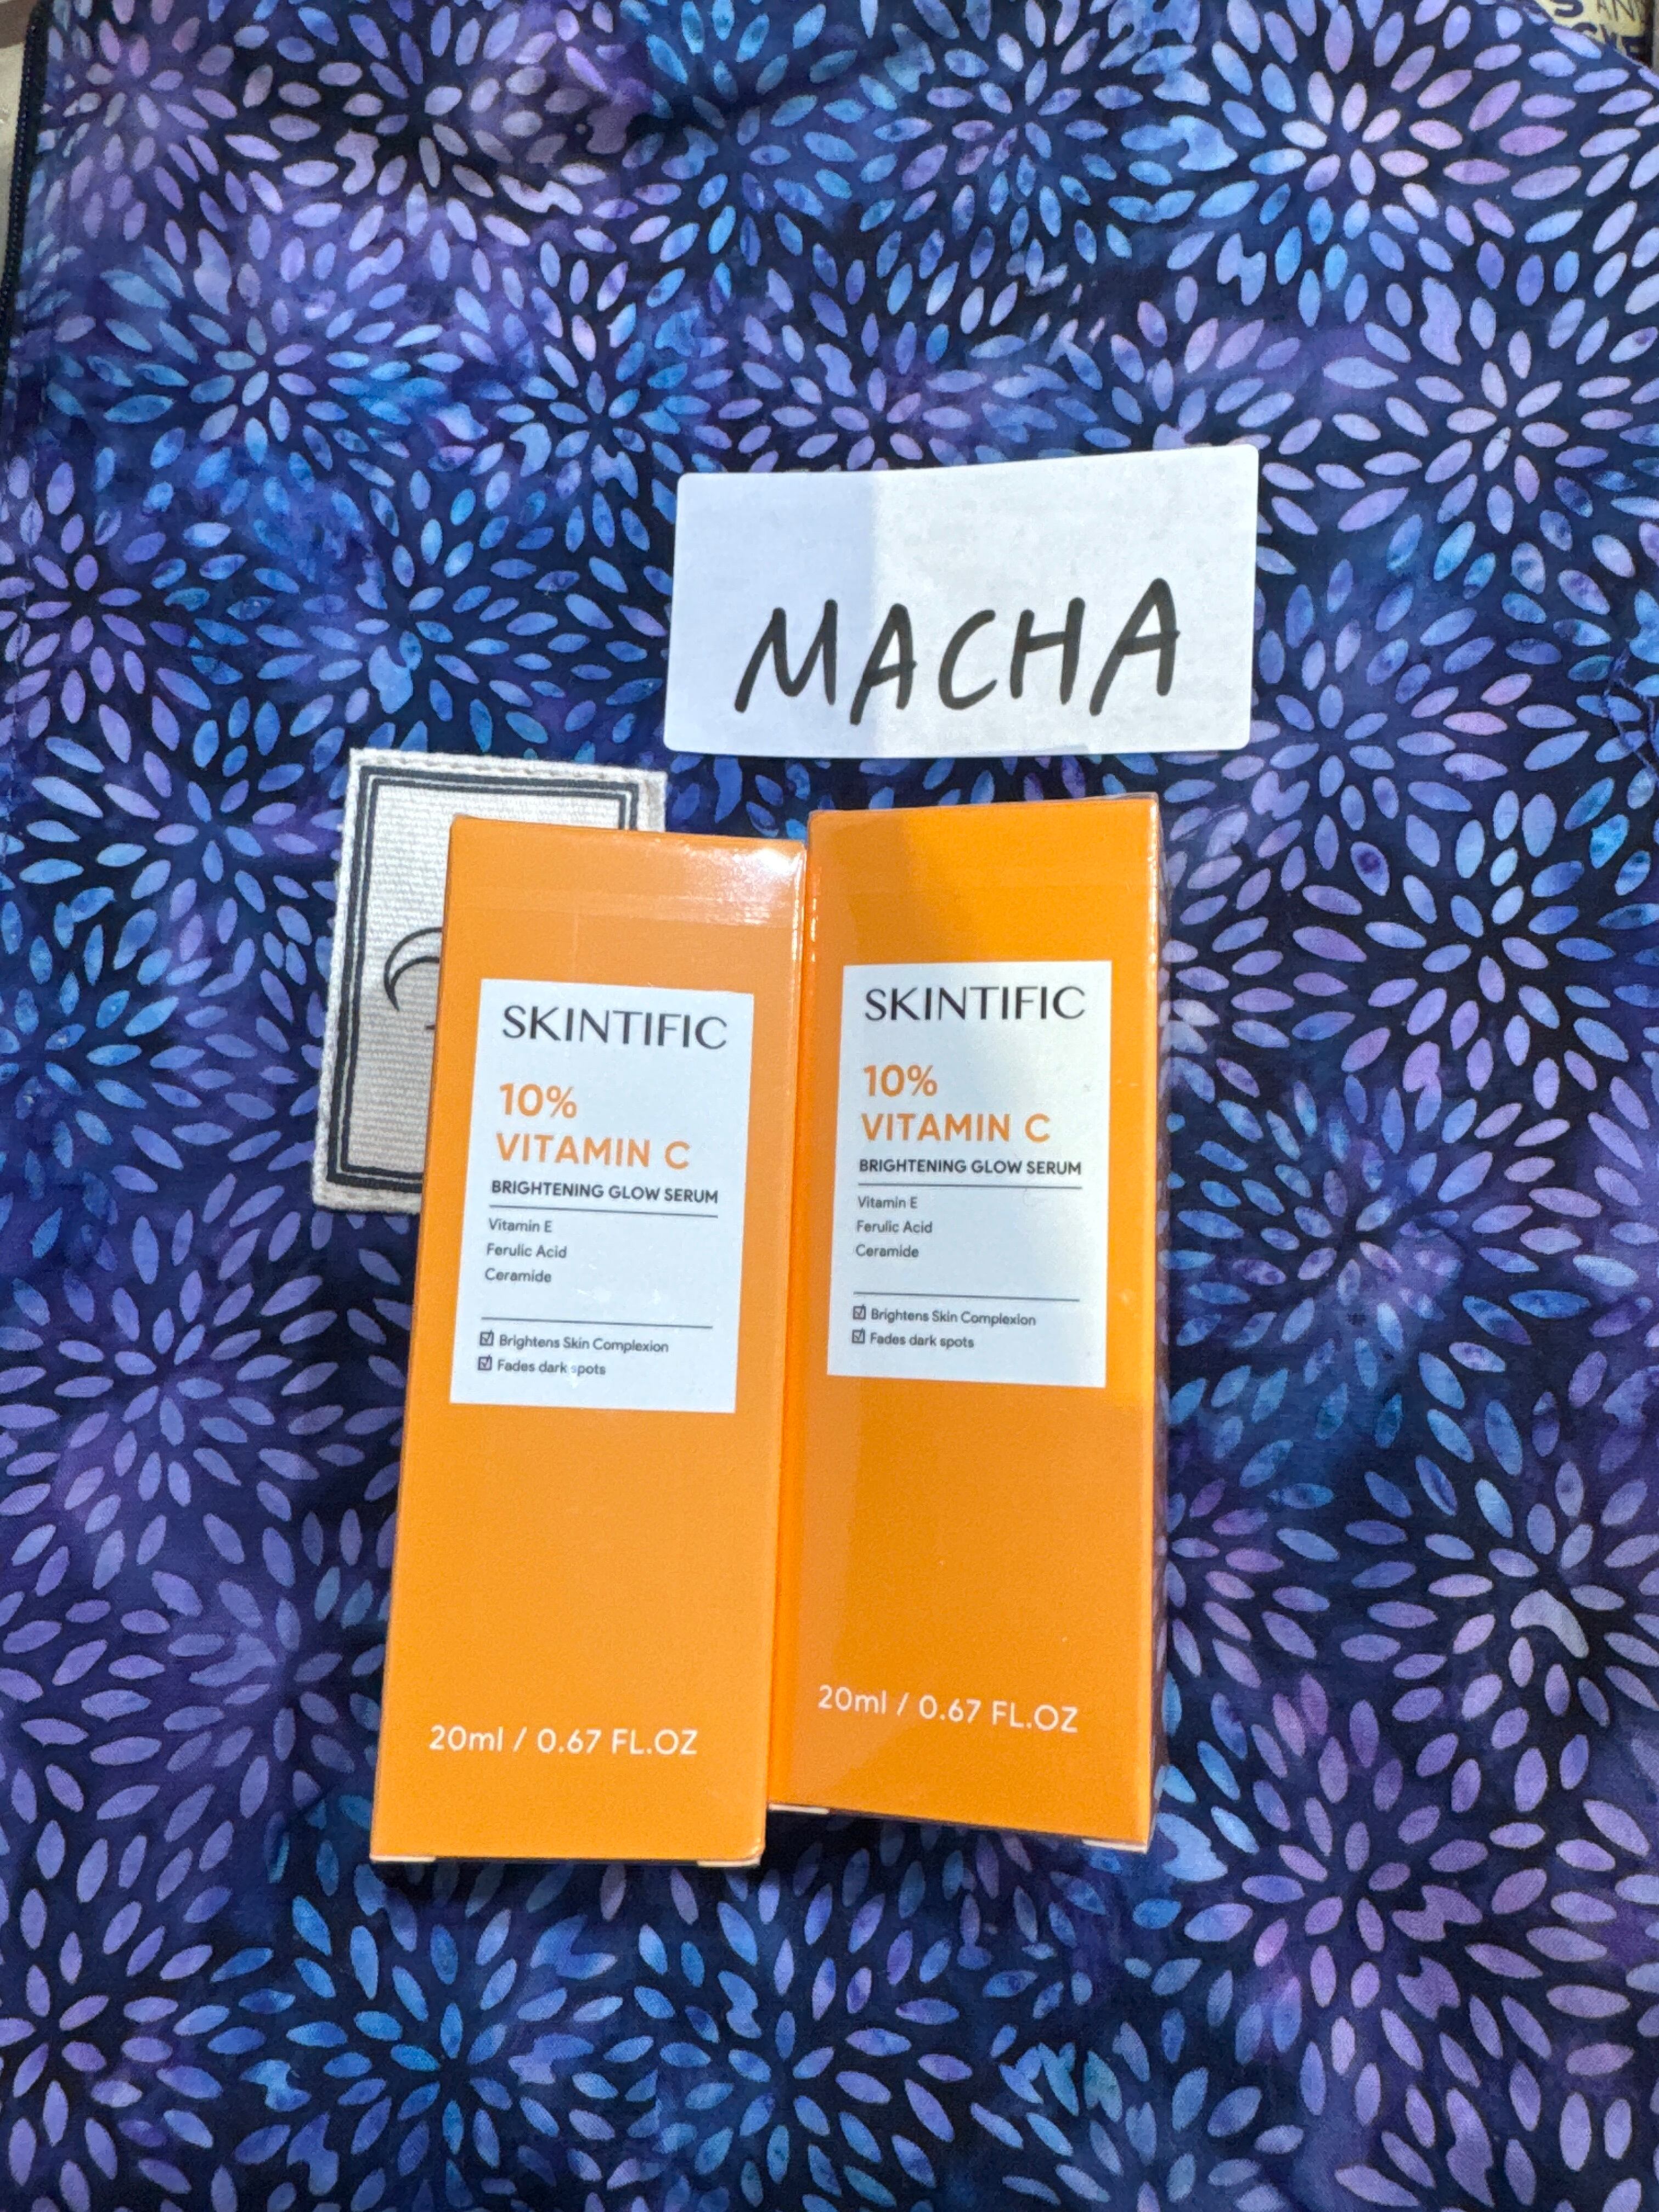 MACHA
SKINTIFIC
10%
VITAMIN C
BRIGHTENING GLOW SERUM
Vitamin E
Ferulic Acid
Ceramide
☑ Brightens Skin Complexion
☑ Fades dark spots
20ml / 0.67 FL.OZ
SKINTIFIC
10%
VITAMIN C
BRIGHTENING GLOW SERUM
Vitamin E
Ferulic Acid
Ceramide
☑ Brightens Skin Complexion
☑ Fades dark spots
20ml / 0.67 FL.OZ